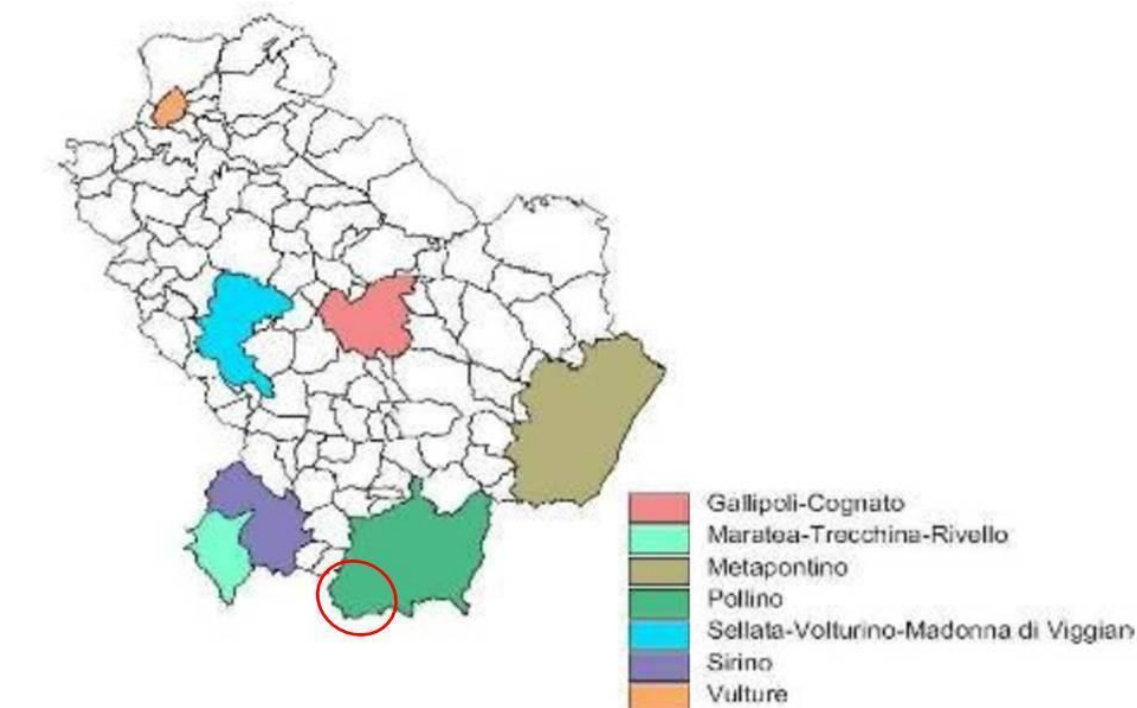 Gallipoli-Cognato
Maratea-Trecchina-Rivello
Metapontino
Pollino
Sellata-Volturino-Madonna di Viggian
Sirino
Vulture